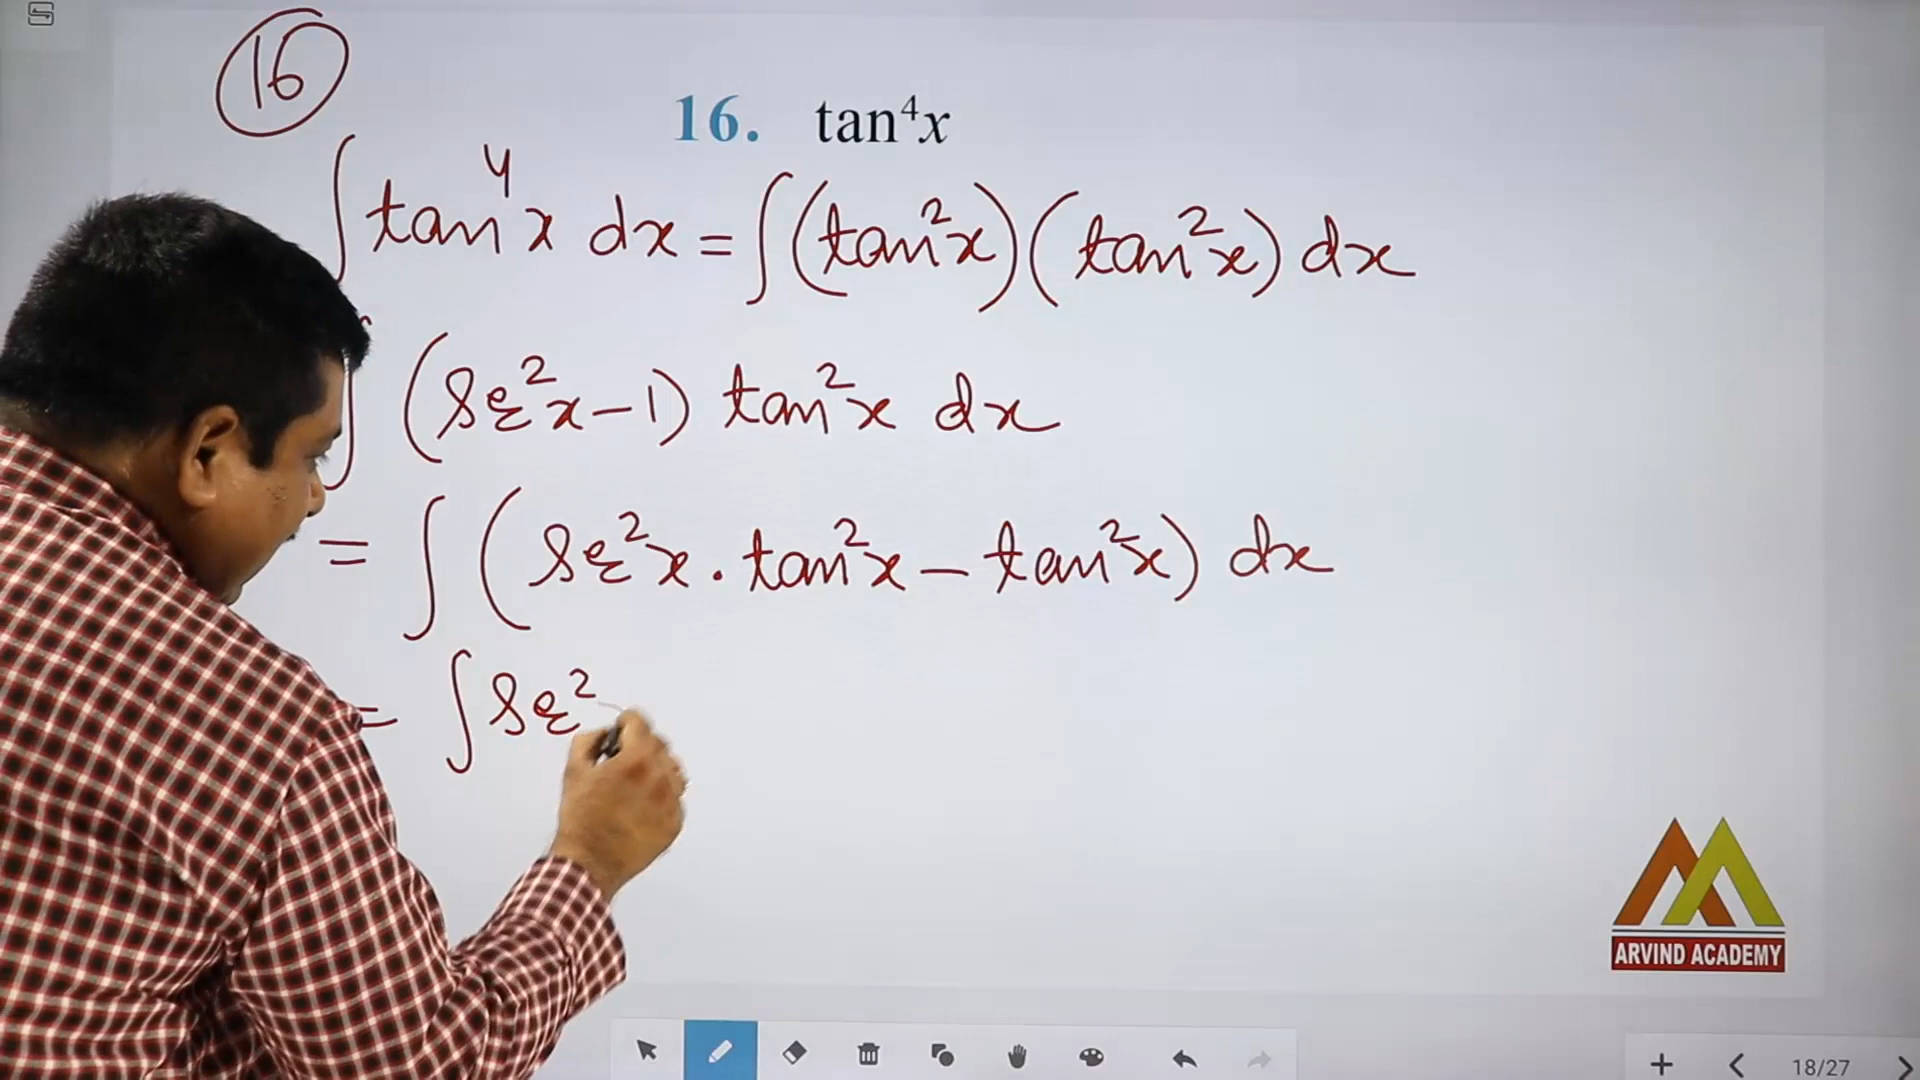 16
16. tan⁴x
∫ tan⁴x dx = ∫ (tan²x) (tan²x) dx
∫ (sec²x - 1) tan²x dx
= ∫ (sec²x · tan²x - tan²x) dx
= ∫ sec²
ARVIND ACADEMY
18/27